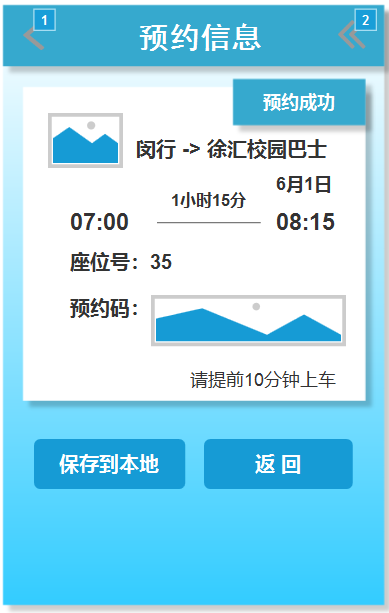 1
预约信息
2
预约成功
闵行 -> 徐汇校园巴士
6月1日
1小时15分
07:00
08:15
座位号：35
预约码：
请提前10分钟上车
保存到本地
返 回